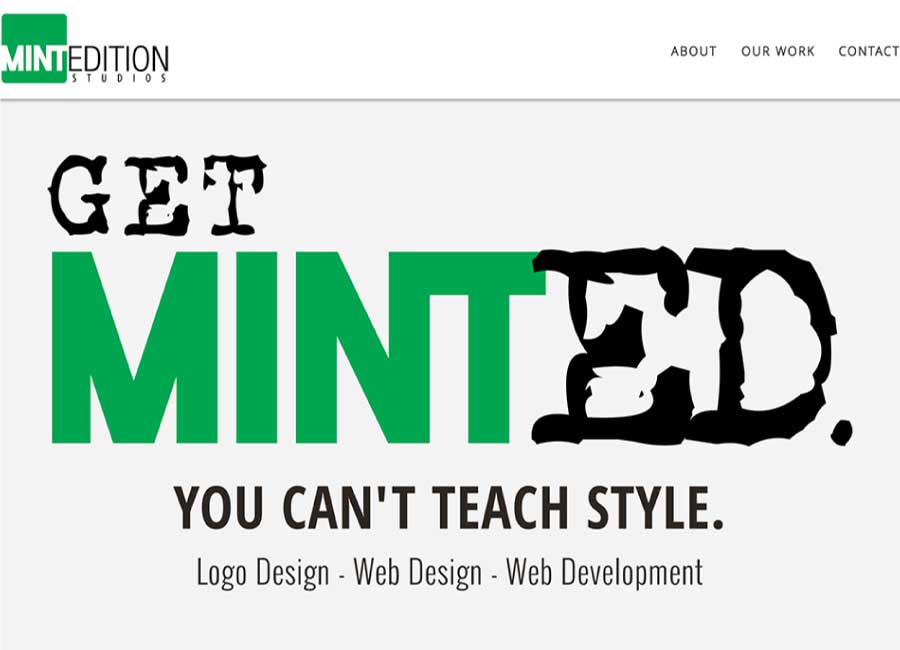 MINTEDITION
STUDIOS
ABOUT OUR WORK CONTACT
GET
MINTED.
YOU CAN'T TEACH STYLE.
Logo Design - Web Design - Web Development